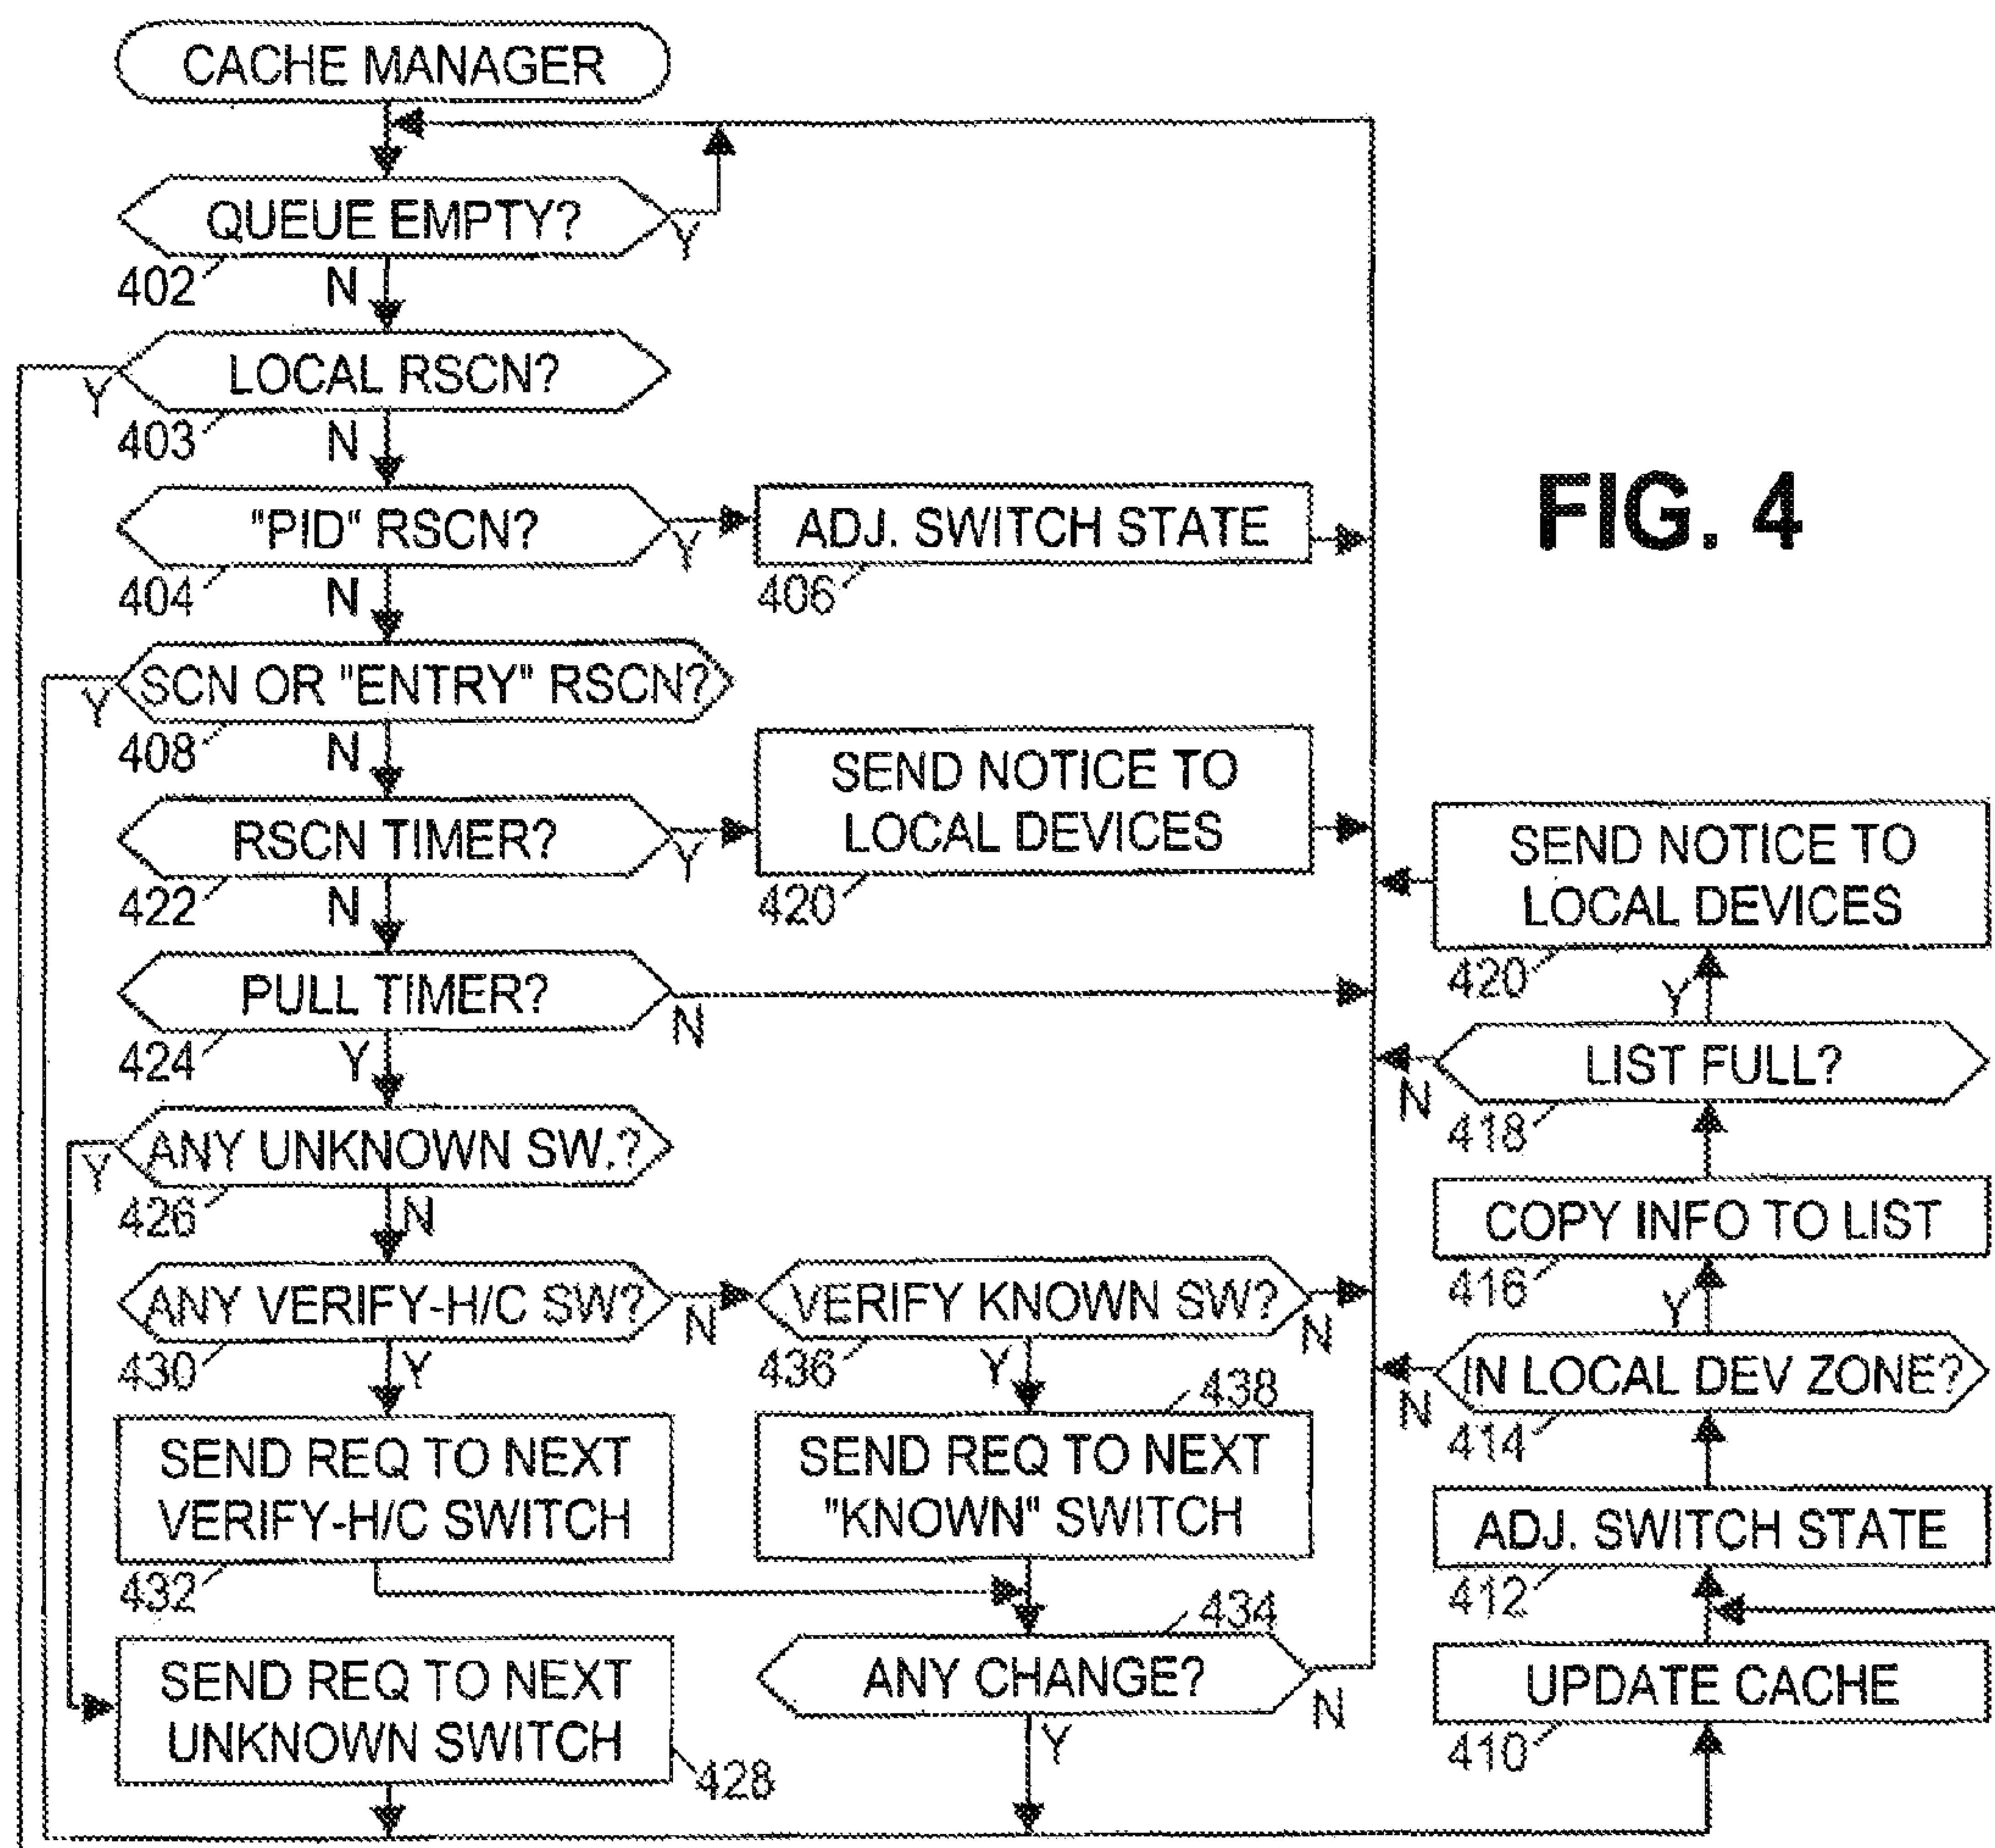 CACHE MANAGER
QUEUE EMPTY?
Y
402
N
LOCAL RSCN?
Y
403
N
"PID" RSCN?
Y
404
N
ADJ. SWITCH STATE
406
FIG. 4
SCN OR "ENTRY" RSCN?
Y
408
N
RSCN TIMER?
Y
422
N
SEND NOTICE TO
LOCAL DEVICES
420
PULL TIMER?
N
424
Y
ANY UNKNOWN SW.?
Y
426
N
ANY VERIFY-H/C SW?
N
430
Y
VERIFY KNOWN SW?
N
436
Y
SEND REQ TO NEXT
VERIFY-H/C SWITCH
432
438
SEND REQ TO NEXT
"KNOWN" SWITCH
434
ANY CHANGE?
N
Y
SEND REQ TO NEXT
UNKNOWN SWITCH
428
SEND NOTICE TO
LOCAL DEVICES
420
Y
LIST FULL?
N
418
COPY INFO TO LIST
416
Y
IN LOCAL DEV ZONE?
N
414
ADJ. SWITCH STATE
412
UPDATE CACHE
410